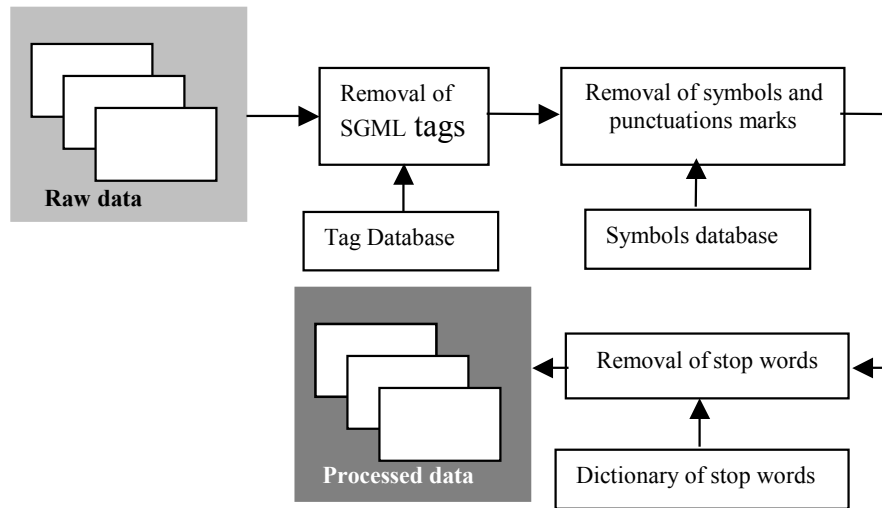 Removal of
SGML tags
Removal of symbols and
punctuations marks
Raw data
Tag Database
Symbols database
Removal of stop words
Processed data
Dictionary of stop words